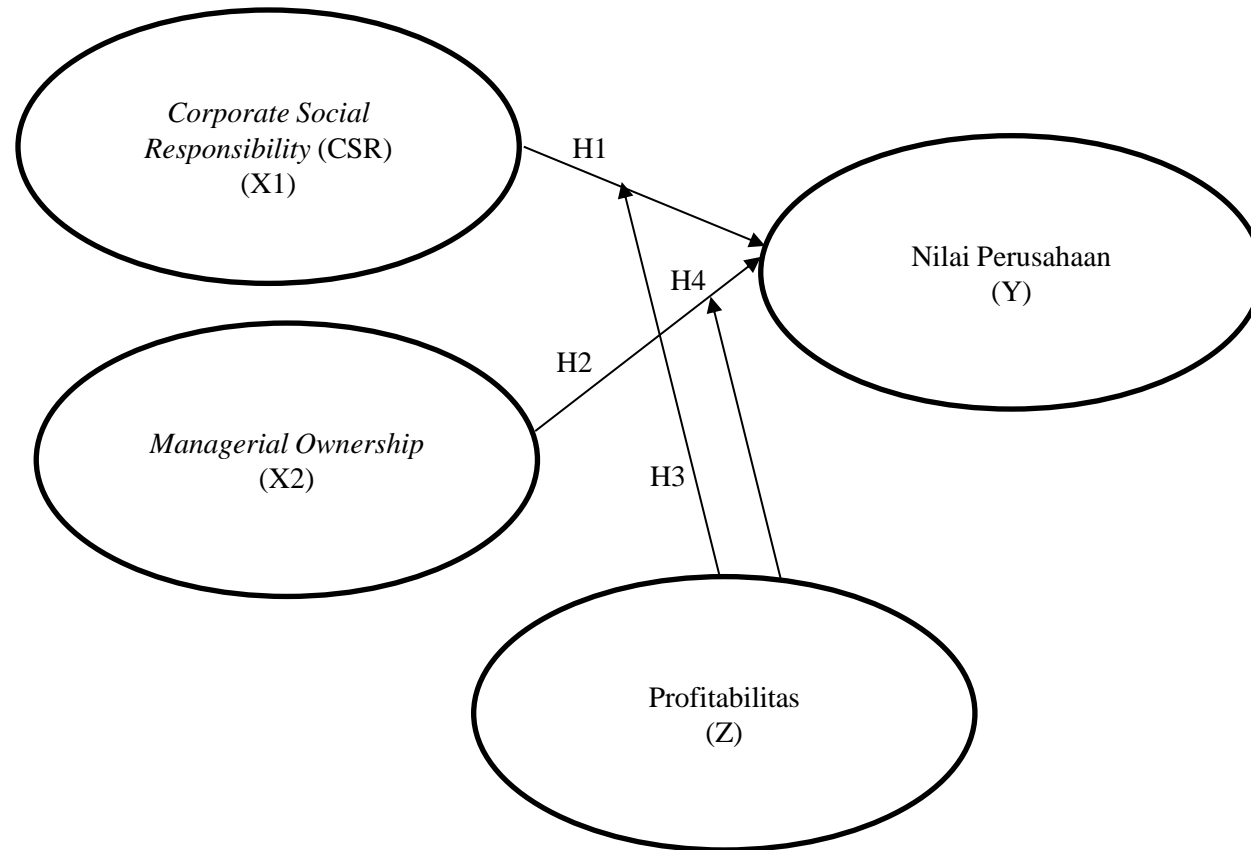 Corporate Social
Responsibility (CSR)
(X1)
H1
Nilai Perusahaan
(Y)
H4
H2
Managerial Ownership
(X2)
H3
Profitabilitas
(Z)